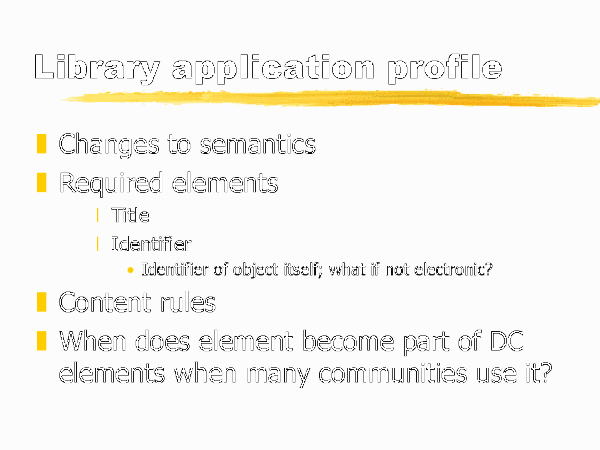 Library application profile
Changes to semantics
Required elements
Title
Identifier
Identifier of object itself; what if not electronic?
Content rules
When does element become part of DC
elements when many communities use it?